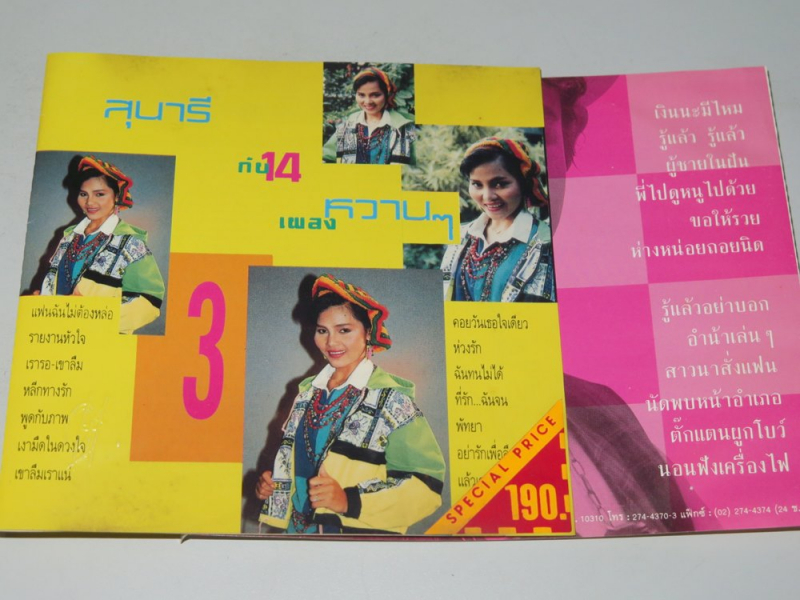 สุนารี
กับ 14
เพลง หวานๆ
3
แฟนฉันไม่ต้องหล่อ
รายงานหัวใจ
เรารอ-เขาลืม
หลีกทางรัก
พูดกับภาพ
เงามืดในดวงใจ
เขาลืมเราแน่
คอยวันเธอใจเดียว
ห่วงรัก
ฉันทนไม่ได้
ที่รัก...ฉันจน
พัทยา
อย่ารักเพื่อ
แล้ว
SPECIAL PRICE
190.
เงินนะมีไหม
รู้แล้ว รู้แล้ว
ผู้ชายในฝัน
พี่ไปดูหนูไปด้วย
ขอให้รวย
ห่างหน่อยถอยนิด
รู้แล้วอย่าบอก
อำน้าเล่น ๆ
สาวนาสั่งแฟน
นัดพบหน้าอำเภอ
ตั๊กแตนผูกโบว์
นอนฟังเครื่องไฟ
10310 โทร : 274-4370-3 แฟ็กซ์ : (02) 274-4374 (24 ช.